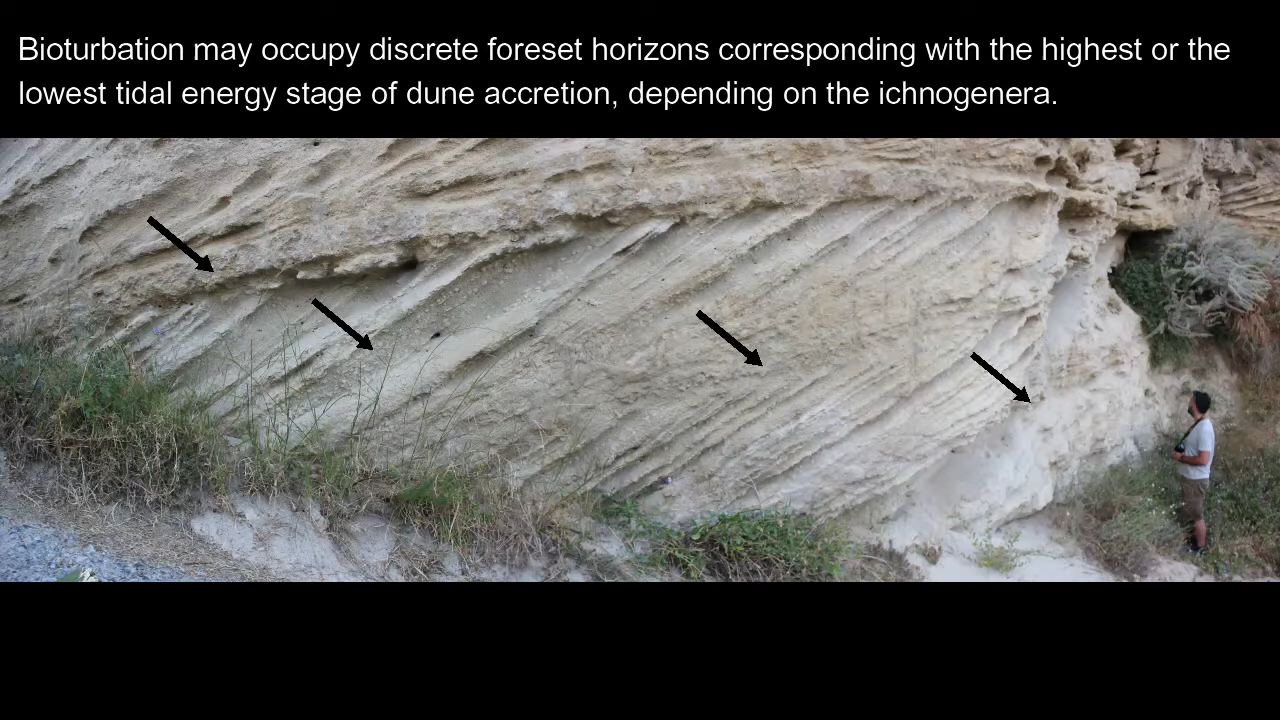 Bioturbation may occupy discrete foreset horizons corresponding with the highest or the
lowest tidal energy stage of dune accretion, depending on the ichnogenera.